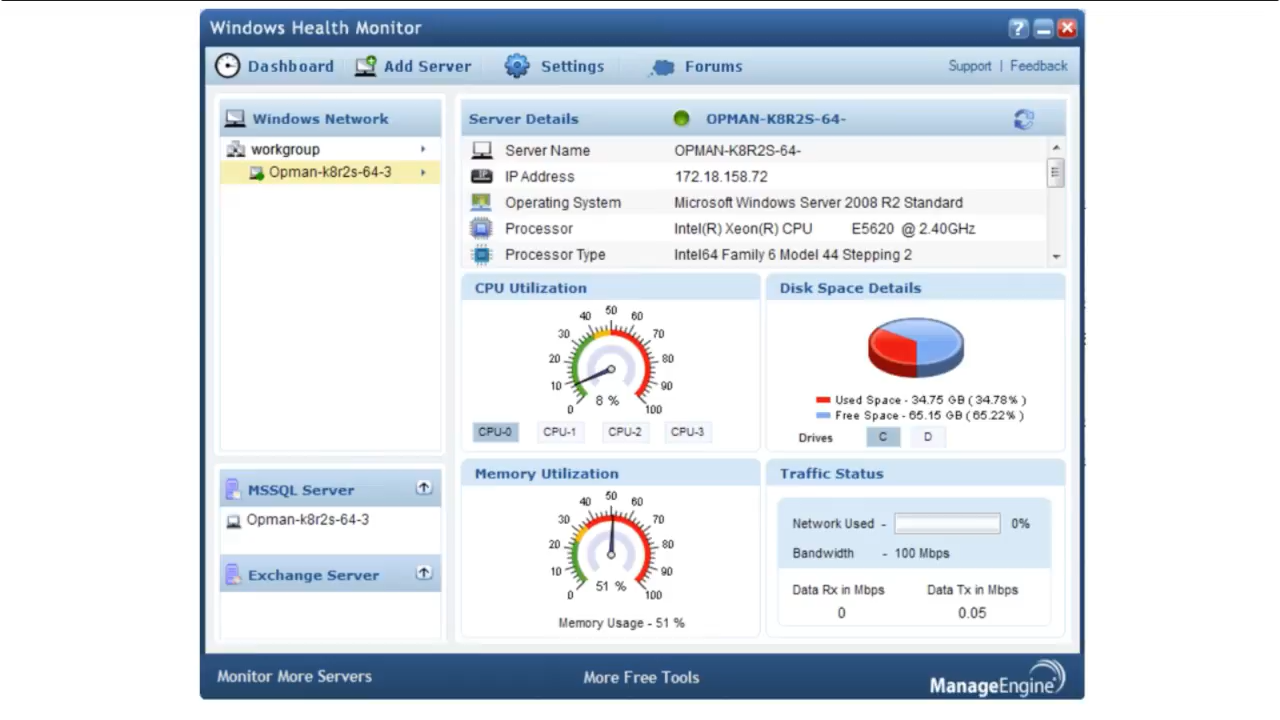 Windows Health Monitor
?
Dashboard Add Server Settings Forums Support | Feedback
Windows Network
workgroup
Opman-k8r2s-64-3
MSSQL Server
Opman-k8r2s-64-3
Exchange Server
Server Details OPMAN-K8R2S-64-
Server Name OPMAN-K8R2S-64-
IP IP Address 172.18.158.72
Operating System Microsoft Windows Server 2008 R2 Standard
Processor Intel(R) Xeon(R) CPU E5620 @ 2.40GHz
Processor Type Intel64 Family 6 Model 44 Stepping 2
CPU Utilization
0 10 20 30 40 50 60 70 80 90 100
8 %
CPU-0 CPU-1 CPU-2 CPU-3
Disk Space Details
Used Space - 34.75 GB ( 34.78% )
Free Space - 65.15 GB ( 65.22% )
Drives C D
Memory Utilization
0 10 20 30 40 50 60 70 80 90 100
51 %
Memory Usage - 51 %
Traffic Status
Network Used - 0%
Bandwidth - 100 Mbps
Data Rx in Mbps Data Tx in Mbps
0 0.05
Monitor More Servers More Free Tools ManageEngine